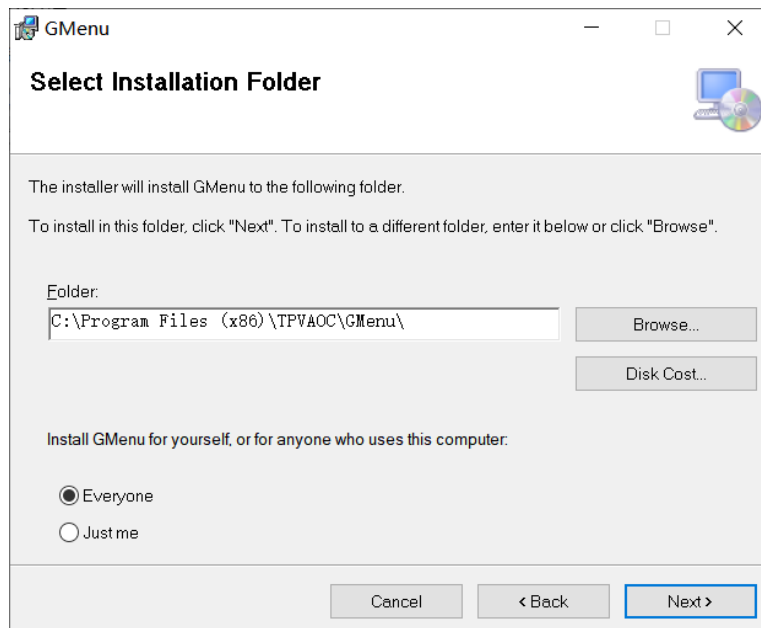 GMenu
Select Installation Folder
The installer will install GMenu to the following folder.
To install in this folder, click "Next". To install to a different folder, enter it below or click "Browse".
Folder:
C:\Program Files (x86)\TPVAOC\GMenu\
Browse...
Disk Cost...
Install GMenu for yourself, or for anyone who uses this computer:
Everyone
Just me
Cancel
< Back
Next >